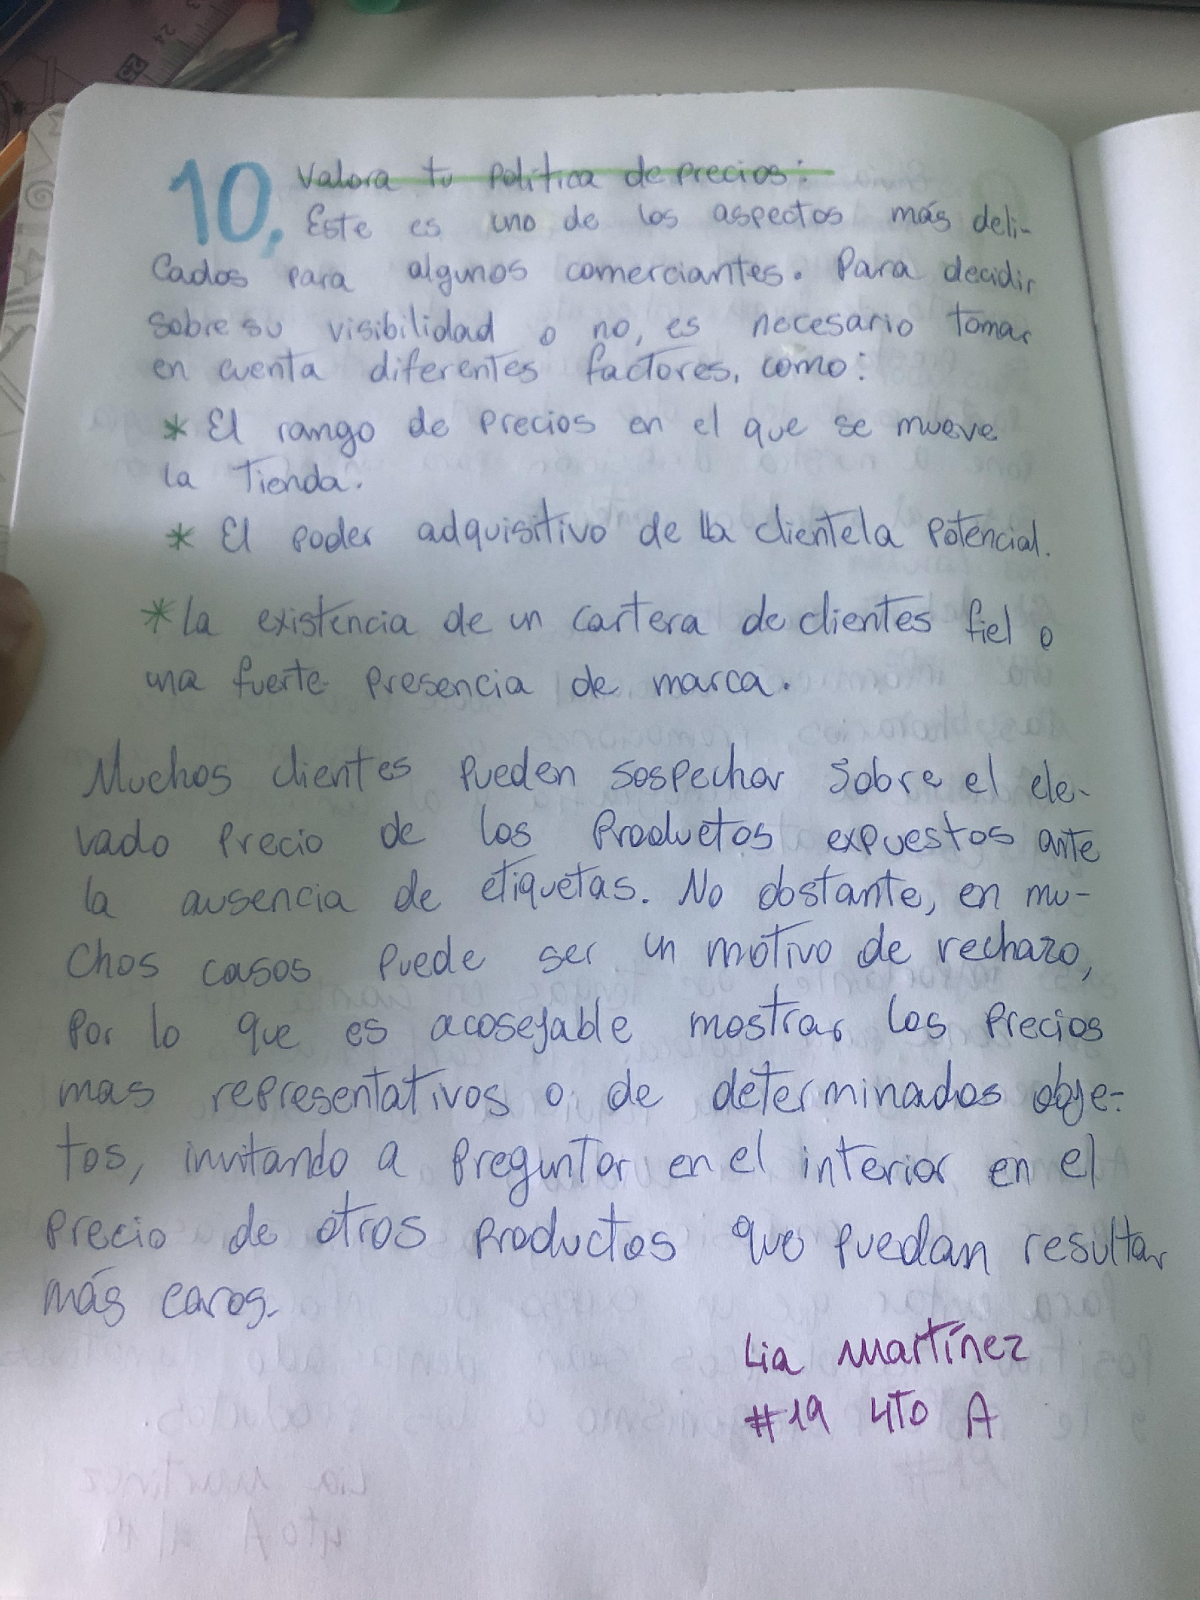 10, Valora tu Política de precios:
Este es uno de los aspectos más deli-
cados para algunos comerciantes. Para decidir
sobre su visibilidad o no, es necesario tomar
en cuenta diferentes factores, como:
* El rango de precios en el que se mueve
la Tienda.
* El poder adquisitivo de la clientela Potencial.
* La existencia de un cartera de clientes fiel o
una fuerte presencia de marca.
Muchos clientes pueden sospechar sobre el ele-
vado precio de los Productos expuestos ante
la ausencia de etiquetas. No obstante, en mu-
chos casos puede ser un motivo de rechazo,
Por lo que es acosejable mostrar los precios
mas representativos o de determinados obje-
tos, invitando a preguntar en el interior en el
precio de otros productos que puedan resultar
más caros.
Lia Martínez
#19 4to A